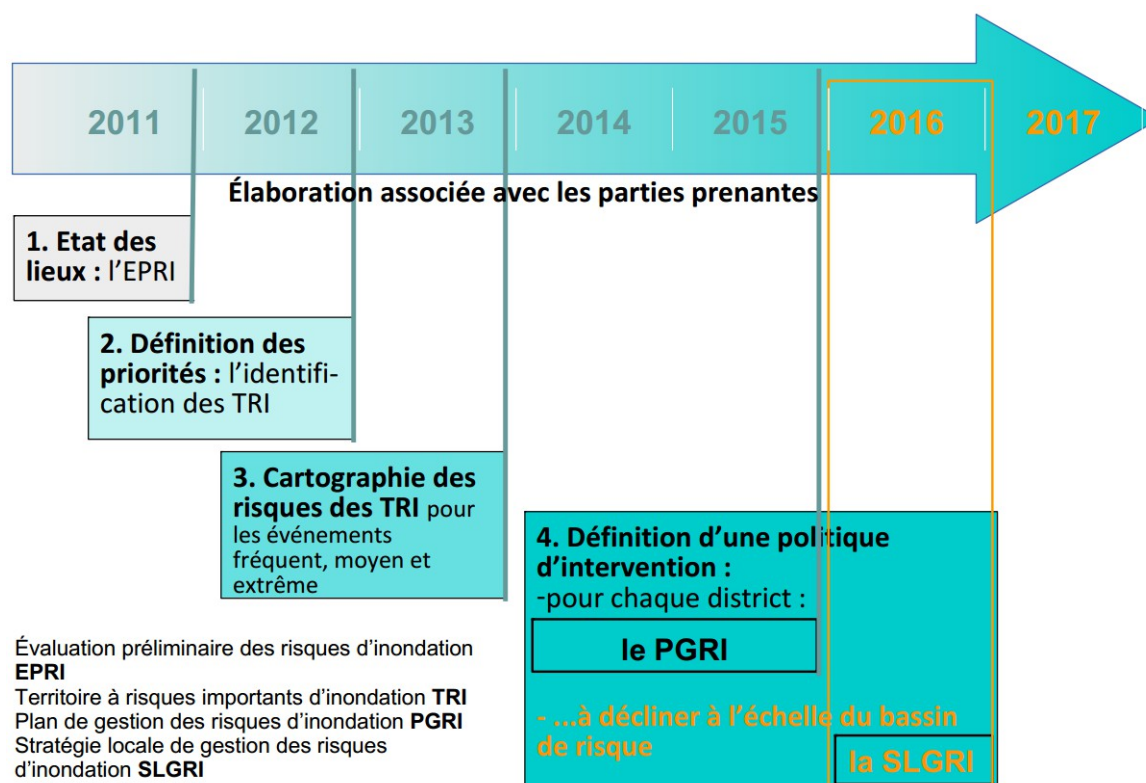 2011 2012 2013 2014 2015 2016 2017
Élaboration associée avec les parties prenantes
1. Etat des
lieux : l’EPRI
2. Définition des
priorités : l’identifi-
cation des TRI
3. Cartographie des
risques des TRI pour
les événements
fréquent, moyen et
extrême
4. Définition d’une politique
d’intervention :
-pour chaque district :
le PGRI
- ...à décliner à l’échelle du bassin
de risque
la SLGRI
Évaluation préliminaire des risques d’inondation
EPRI
Territoire à risques importants d’inondation TRI
Plan de gestion des risques d’inondation PGRI
Stratégie locale de gestion des risques
d’inondation SLGRI